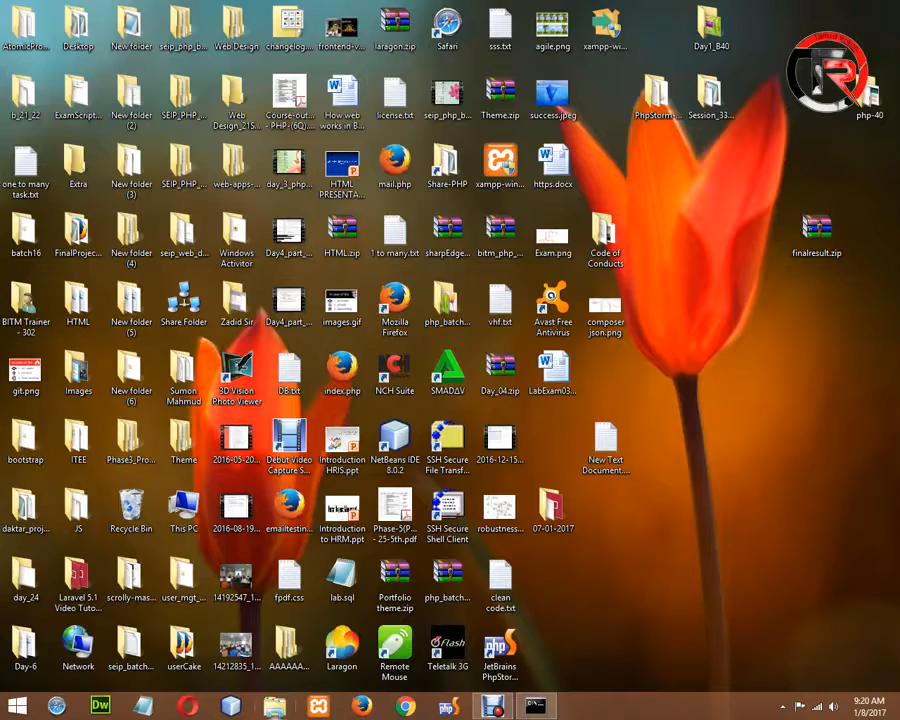 AtomicPro...
Desktop
New folder
seip_php_b...
Web Design
changelog...
frontend-v...
laragon.zip
Safari
sss.txt
agile.png
xampp-wi...
Day1_B40
b_21_22
ExamScript...
New folder
(2)
SEIP_PHP_...
Web
Design_21S...
Course-out...
- PHP-(6Q)...
How web
works in B...
license.txt
seip_php_b...
Theme.zip
success.jpeg
PhpStorm-...
Session_33...
php-40
one to many
task.txt
Extra
New folder
(3)
SEIP_PHP_...
web-apps-...
day_3_php...
HTML
PRESENTA...
mail.php
Share-PHP
xampp-win...
https.docx
batch16
FinalProjec...
New folder
(4)
seip_web_d...
Windows
Activitor
Day4_part_...
HTML.zip
1 to many.txt
sharpEdge...
bitm_php_...
Exam.png
Code of
Conducts
finalresult.zip
BITM Trainer
- 302
HTML
New folder
(5)
Share Folder
Zadid Sir
Day4_part_...
images.gif
Mozilla
Firefox
php_batch...
vhf.txt
Avast Free
Antivirus
composer
json.png
git.png
Images
New folder
(6)
Sumon
Mahmud
3D Vision
Photo Viewer
DB.txt
index.php
NCH Suite
SMADAV
Day_04.zip
LabExam03...
bootstrap
ITEE
Phase3_Pro...
Theme
2016-05-20...
Debut Video
Capture S...
Introduction
HRIS.ppt
NetBeans IDE
8.0.2
SSH Secure
File Transf...
2016-12-15...
New Text
Document....
daktar_proj...
JS
Recycle Bin
This PC
2016-08-19...
emailtestin...
Introduction
to HRM.ppt
Phase-5(P...
- 25-5th.pdf
SSH Secure
Shell Client
robustness...
07-01-2017
day_24
Laravel 5.1
Video Tuto...
scrolly-mas...
user_mgt_...
14192547_1...
fpdf.css
lab.sql
Portfolio
theme.zip
php_batch...
clean
code.txt
Day-6
Network
seip_batch...
userCake
14212835_1...
AAAAAA...
Laragon
Remote
Mouse
Teletalk 3G
JetBrains
PhpStor...
9:20 AM
1/8/2017